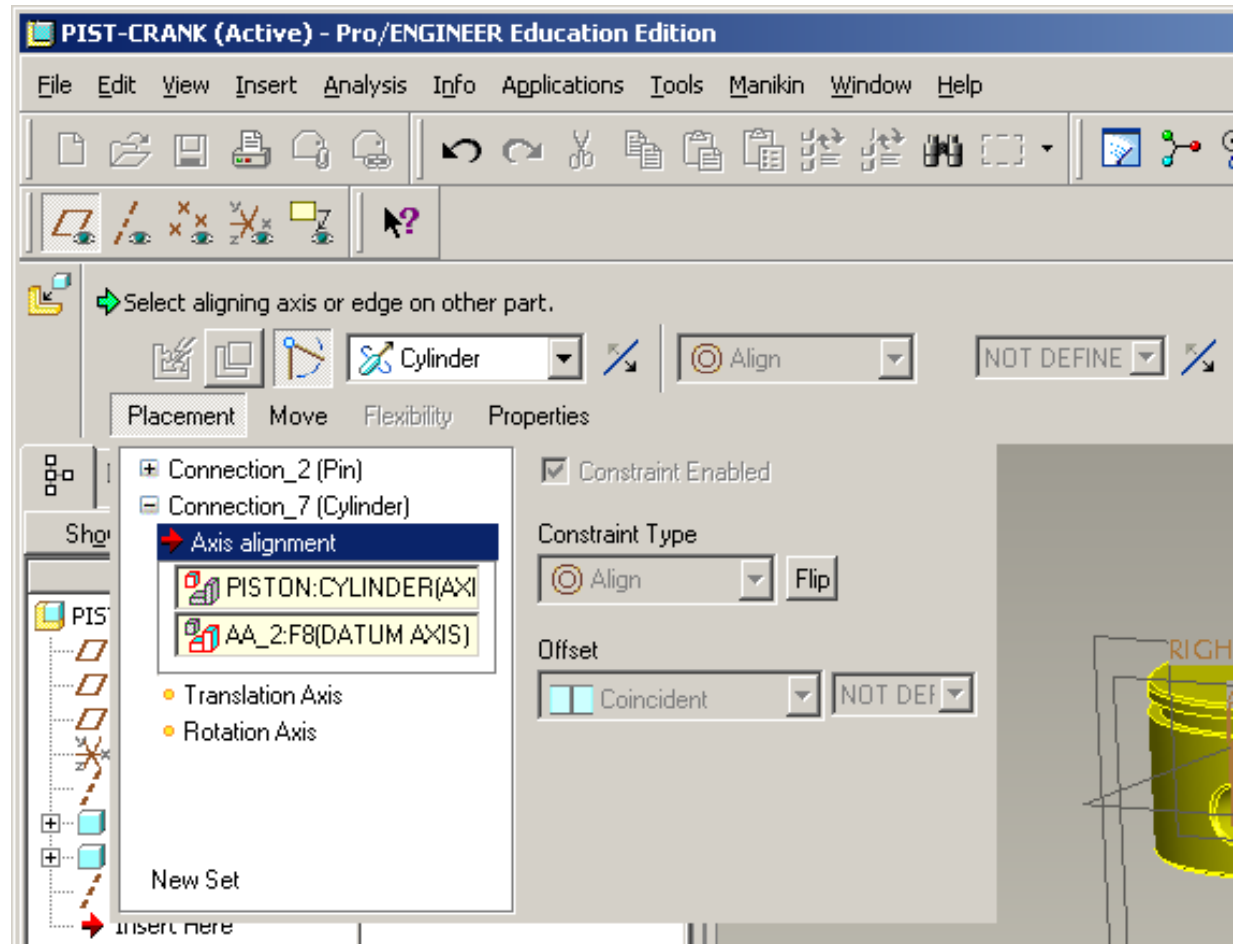 PIST-CRANK (Active) - Pro/ENGINEER Education Edition
File Edit View Insert Analysis Info Applications Tools Manikin Window Help
Select aligning axis or edge on other part.
Cylinder Align NOT DEFINE
Placement Move Flexibility Properties
Connection_2 (Pin)
Connection_7 (Cylinder)
Axis alignment
PISTON:CYLINDER(AXI
AA_2:F8(DATUM AXIS)
Translation Axis
Rotation Axis
New Set
Constraint Enabled
Constraint Type
Align Flip
Offset
Coincident NOT DEF
Sho
PIS
Insert Here
RIGH